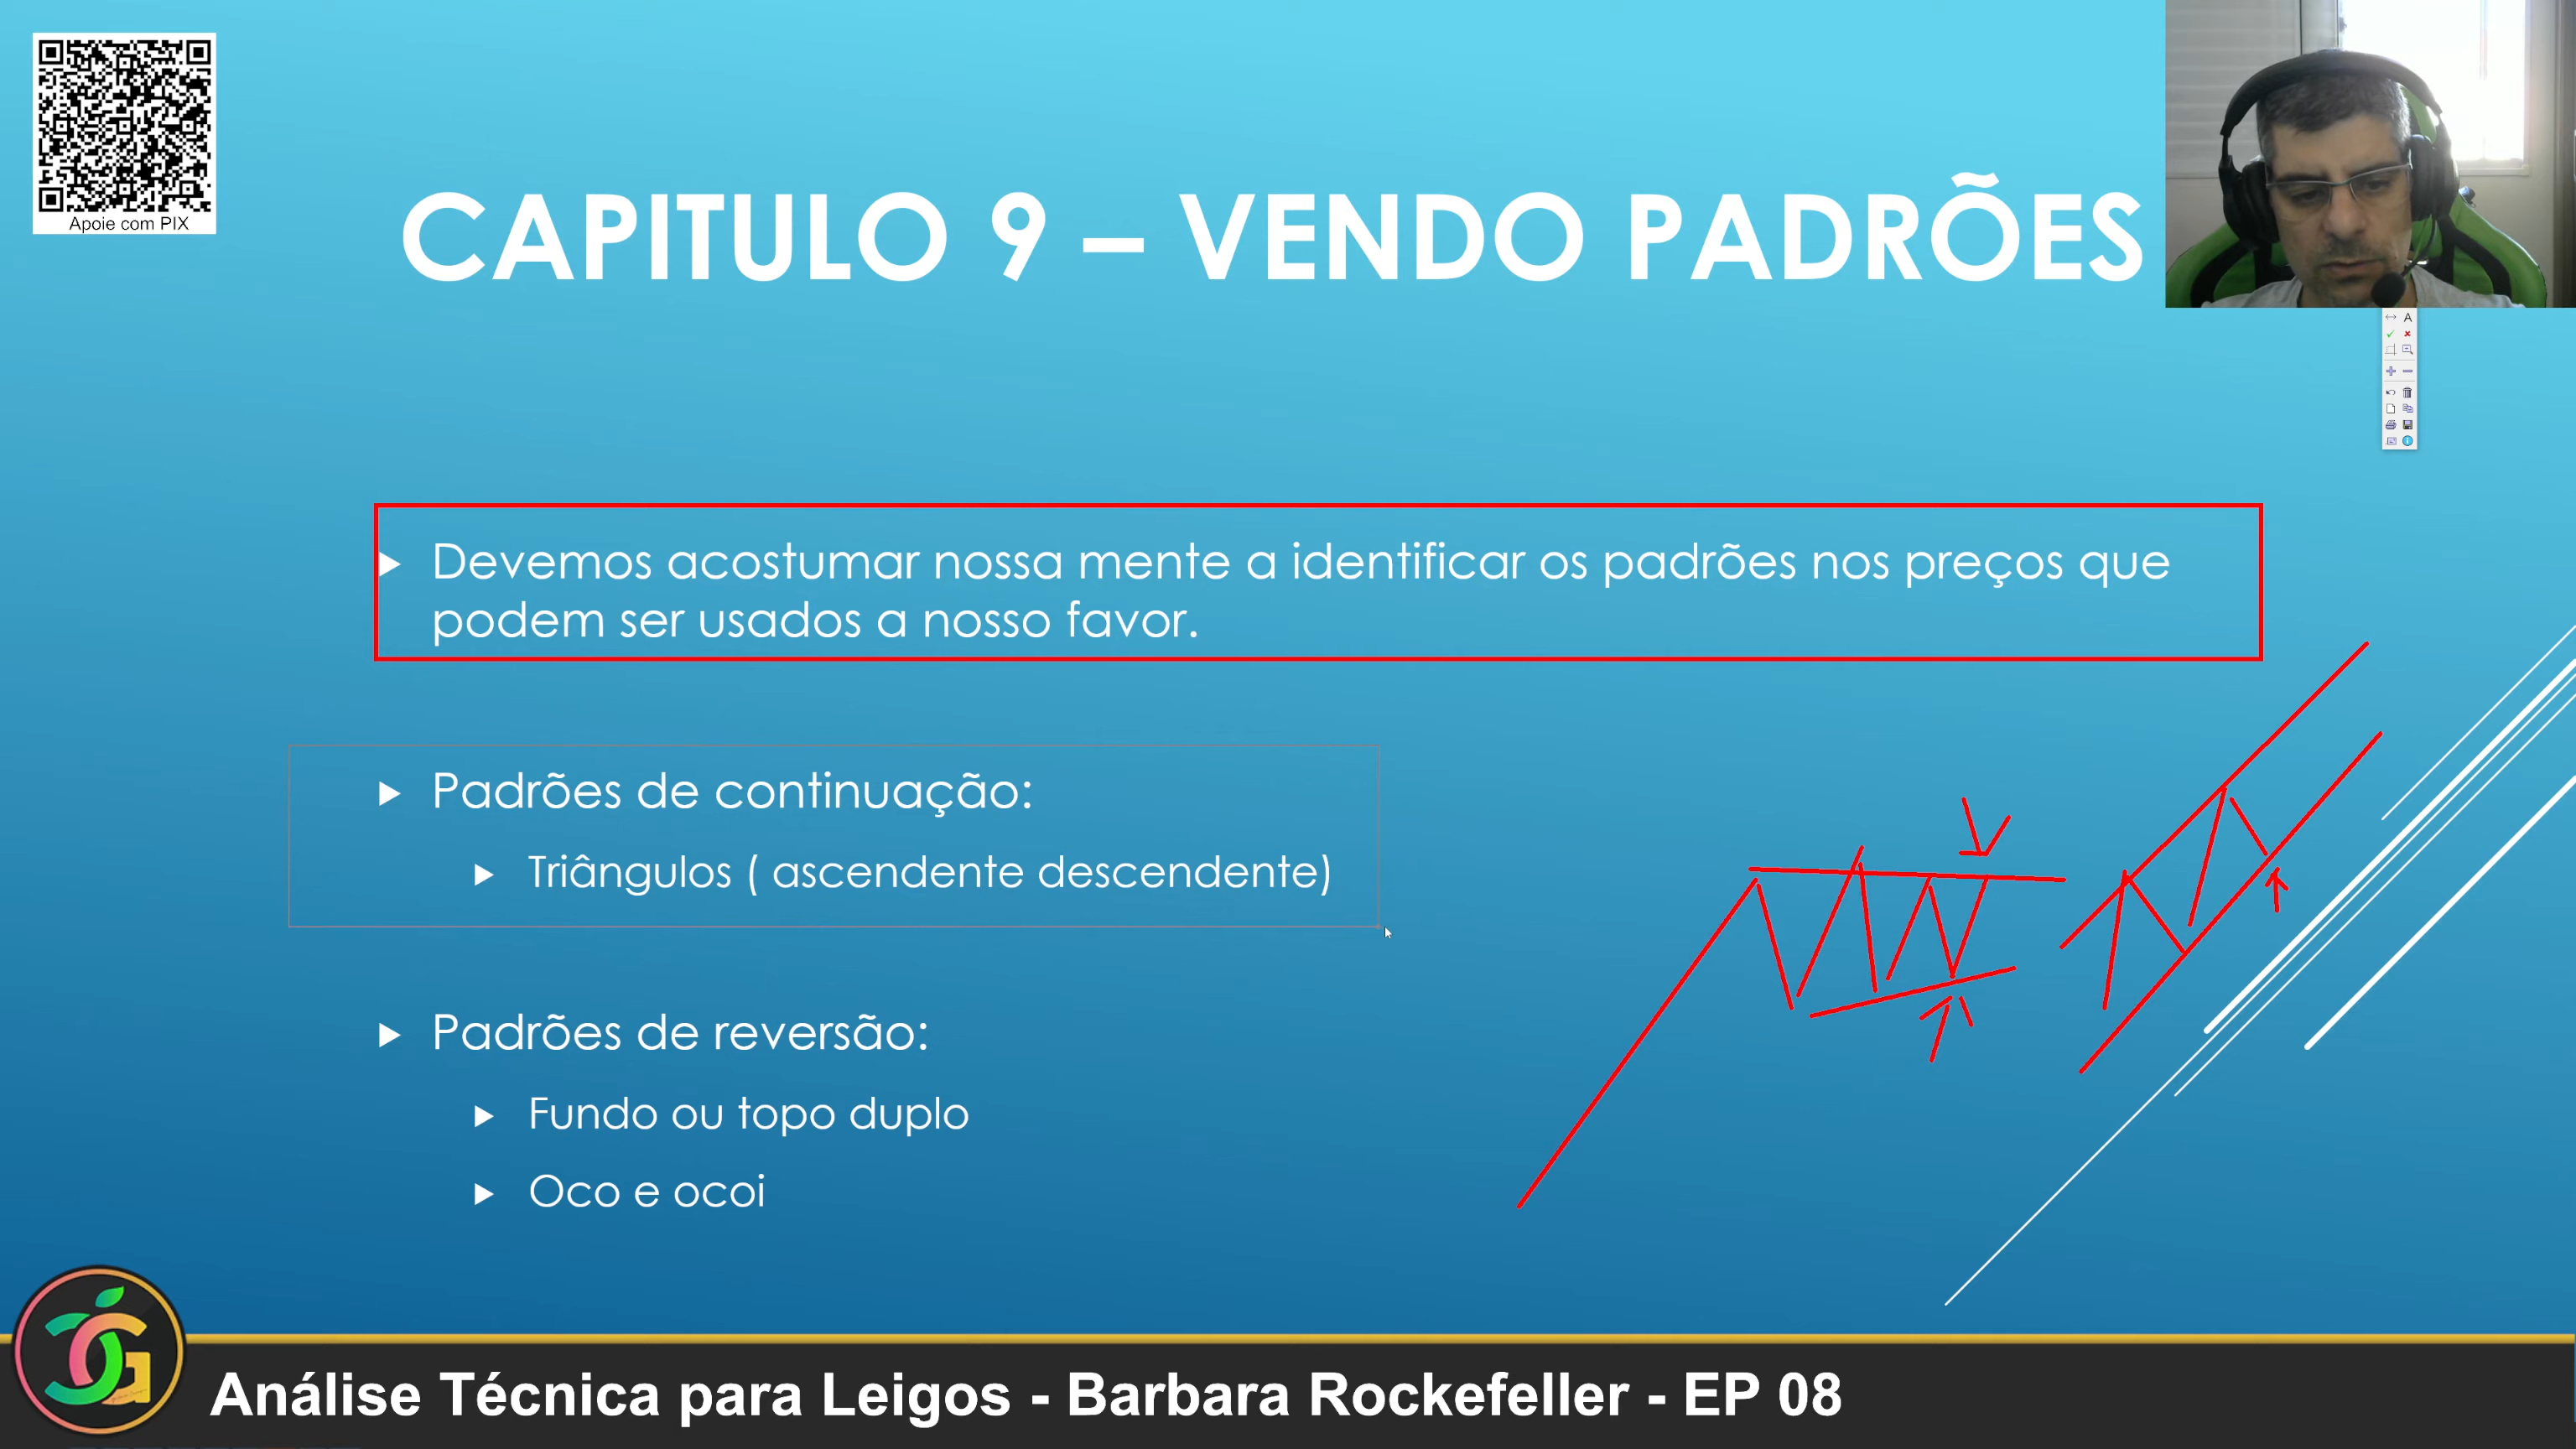 Apoie com PIX
CAPITULO 9 – VENDO PADRÕES
A
Devemos acostumar nossa mente a identificar os padrões nos preços que
podem ser usados a nosso favor.
Padrões de continuação:
Triângulos ( ascendente descendente)
Padrões de reversão:
Fundo ou topo duplo
Oco e ocoi
Análise Técnica para Leigos - Barbara Rockefeller - EP 08